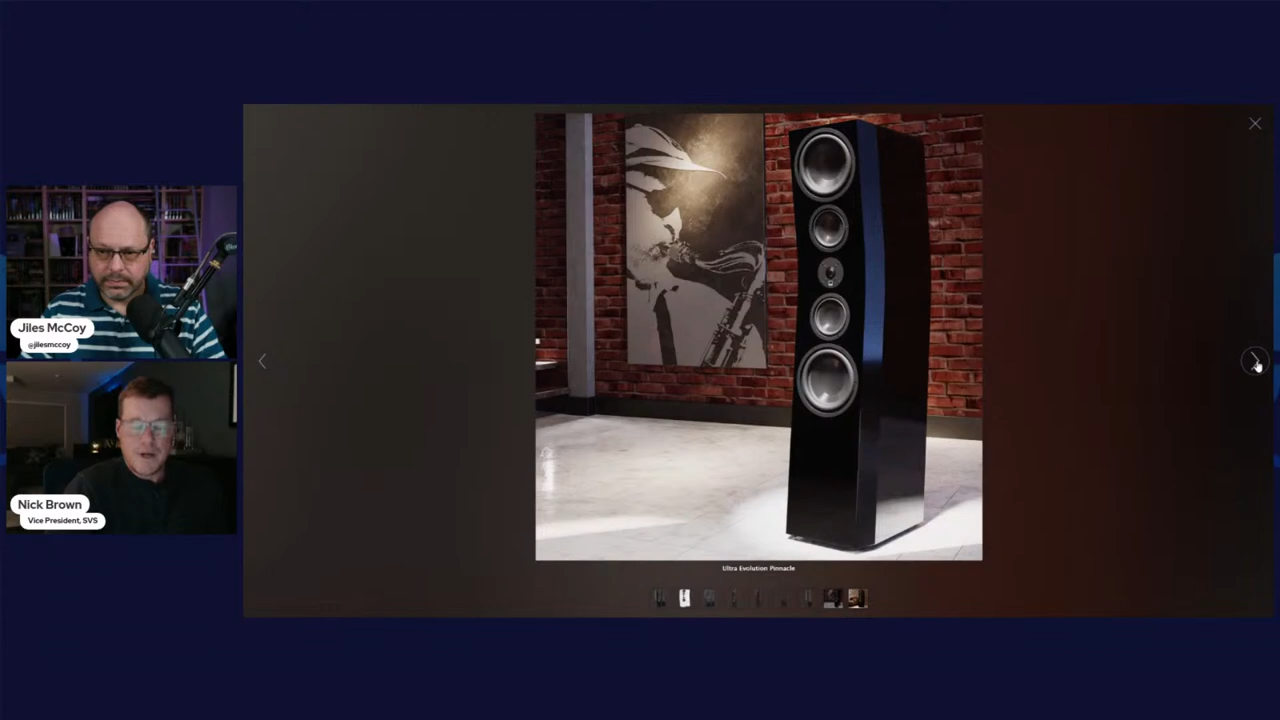 Jiles McCoy
@jilesmccoy
Nick Brown
Vice President, SVS
Ultra Evolution Pinnacle